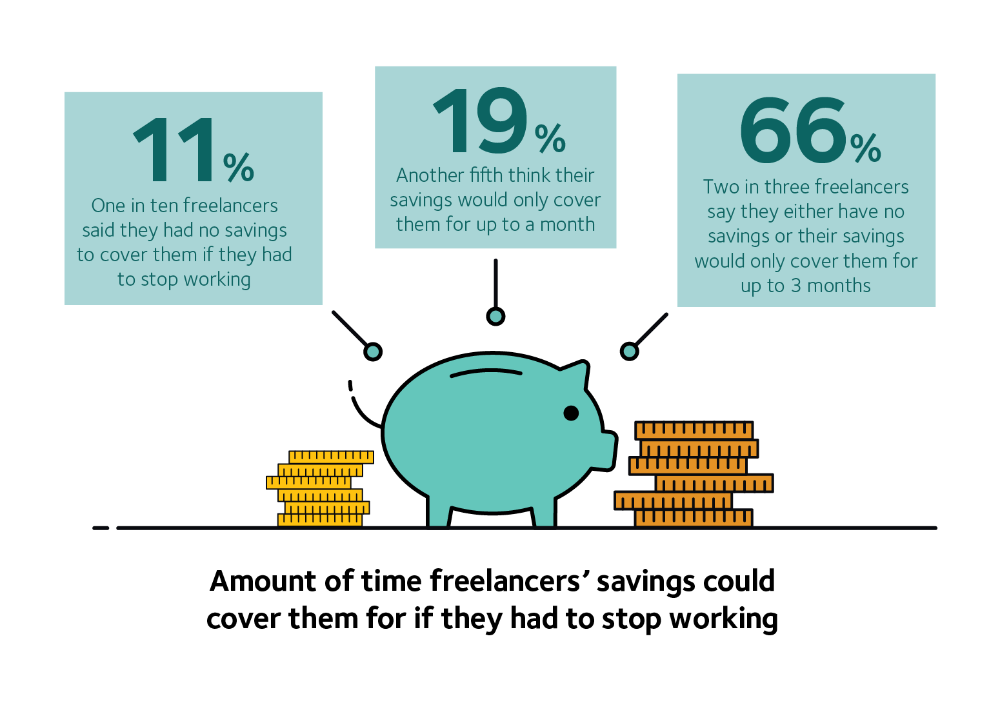 11%
One in ten freelancers
said they had no savings
to cover them if they had
to stop working
19%
Another fifth think their
savings would only cover
them for up to a month
66%
Two in three freelancers
say they either have no
savings or their savings
would only cover them for
up to 3 months
Amount of time freelancers’ savings could
cover them for if they had to stop working